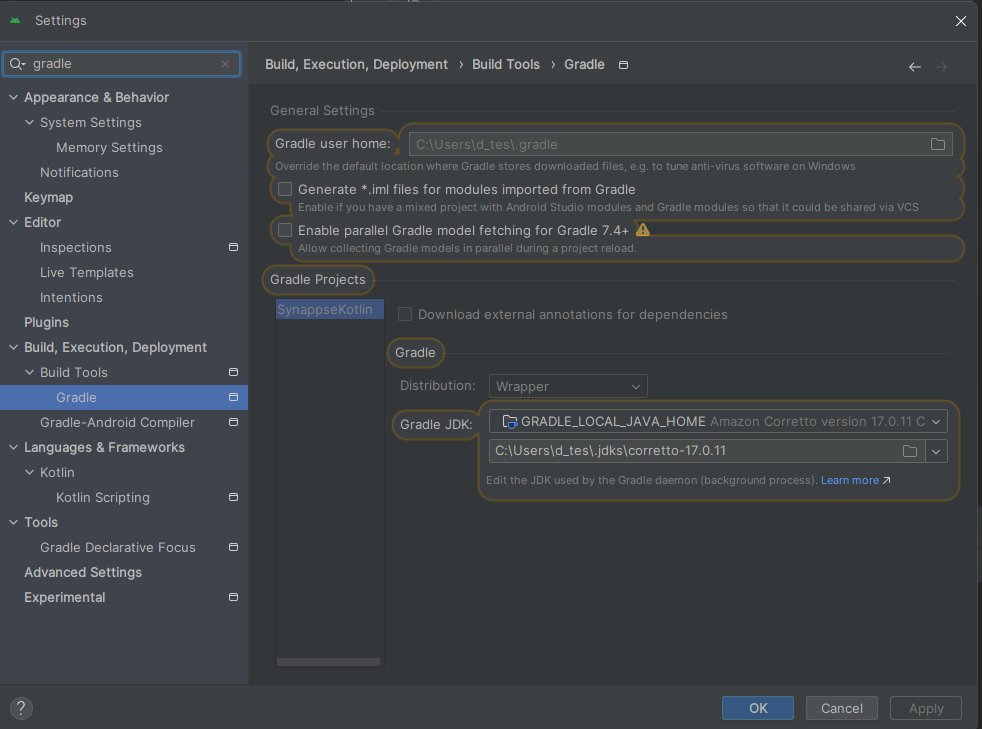 Settings
gradle
Appearance & Behavior
System Settings
Memory Settings
Notifications
Keymap
Editor
Inspections
Live Templates
Intentions
Plugins
Build, Execution, Deployment
Build Tools
Gradle
Gradle-Android Compiler
Languages & Frameworks
Kotlin
Kotlin Scripting
Tools
Gradle Declarative Focus
Advanced Settings
Experimental
Build, Execution, Deployment › Build Tools › Gradle
General Settings
Gradle user home: C:\Users\d_tes\.gradle
Override the default location where Gradle stores downloaded files, e.g. to tune anti-virus software on Windows
Generate *.iml files for modules imported from Gradle
Enable if you have a mixed project with Android Studio modules and Gradle modules so that it could be shared via VCS
Enable parallel Gradle model fetching for Gradle 7.4+
Allow collecting Gradle models in parallel during a project reload.
Gradle Projects
SynappseKotlin
Download external annotations for dependencies
Gradle
Distribution: Wrapper
Gradle JDK: GRADLE_LOCAL_JAVA_HOME Amazon Corretto version 17.0.11 C
C:\Users\d_tes\.jdks\corretto-17.0.11
Edit the JDK used by the Gradle daemon (background process). Learn more ↗
? OK Cancel Apply